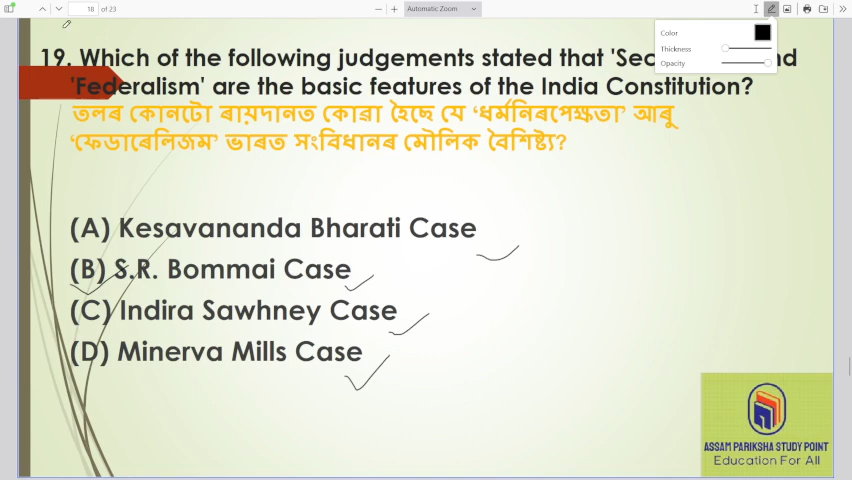 18 of 23
Automatic Zoom
Color
Thickness
Opacity
19. Which of the following judgements stated that 'Sec nd
'Federalism' are the basic features of the India Constitution?
তলৰ কোনটো ৰায়দানত কোৱা হৈছে যে ‘ধৰ্মনিৰপেক্ষতা’ আৰু
‘ফেডাৰেলিজম’ ভাৰত সংবিধানৰ মৌলিক বৈশিষ্ট্য?
(A) Kesavananda Bharati Case
(B) S.R. Bommai Case
(C) Indira Sawhney Case
(D) Minerva Mills Case
ASSAM PARIKSHA STUDY POINT
Education For All